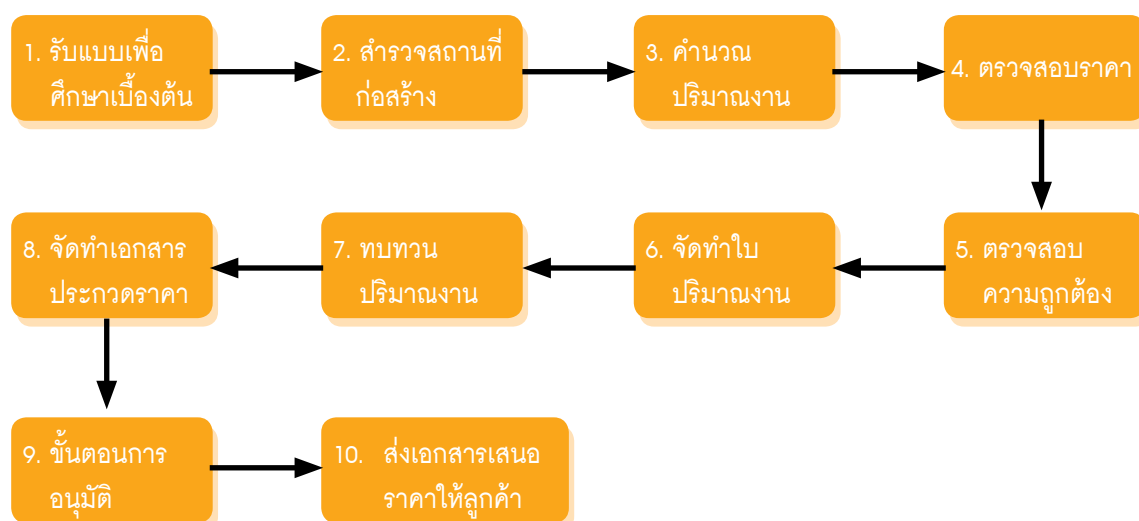 1. รับแบบเพื่อ
ศึกษาเบื้องต้น
2. สำรวจสถานที่
ก่อสร้าง
3. คำนวณ
ปริมาณงาน
4. ตรวจสอบราคา
5. ตรวจสอบ
ความถูกต้อง
6. จัดทำใบ
ปริมาณงาน
7. ทบทวน
ปริมาณงาน
8. จัดทำเอกสาร
ประกวดราคา
9. ขั้นตอนการ
อนุมัติ
10. ส่งเอกสารเสนอ
ราคาให้ลูกค้า